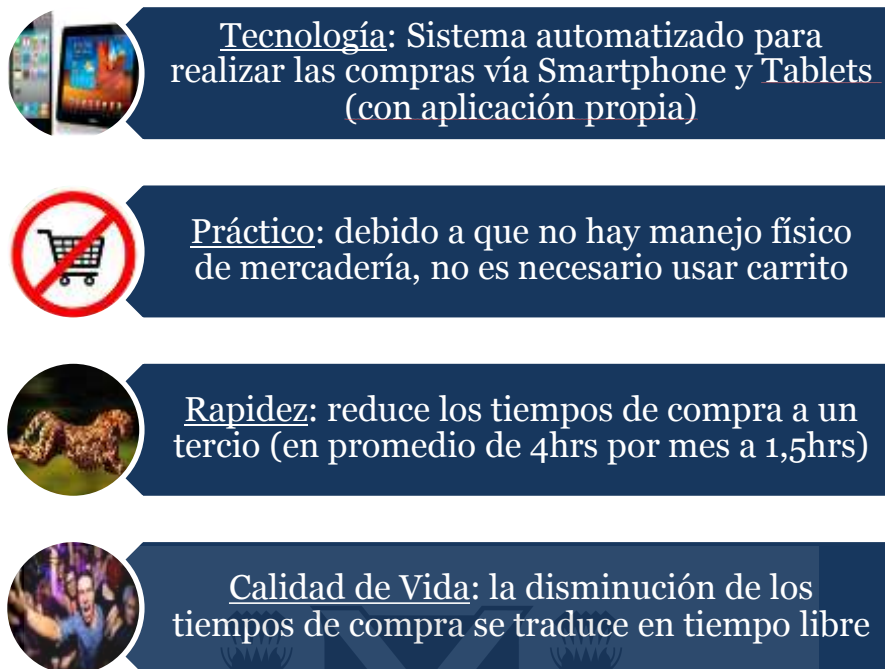 Tecnología: Sistema automatizado para
realizar las compras vía Smartphone y Tablets
(con aplicación propia)
Práctico: debido a que no hay manejo físico
de mercadería, no es necesario usar carrito
Rapidez: reduce los tiempos de compra a un
tercio (en promedio de 4hrs por mes a 1,5hrs)
Calidad de Vida: la disminución de los
tiempos de compra se traduce en tiempo libre